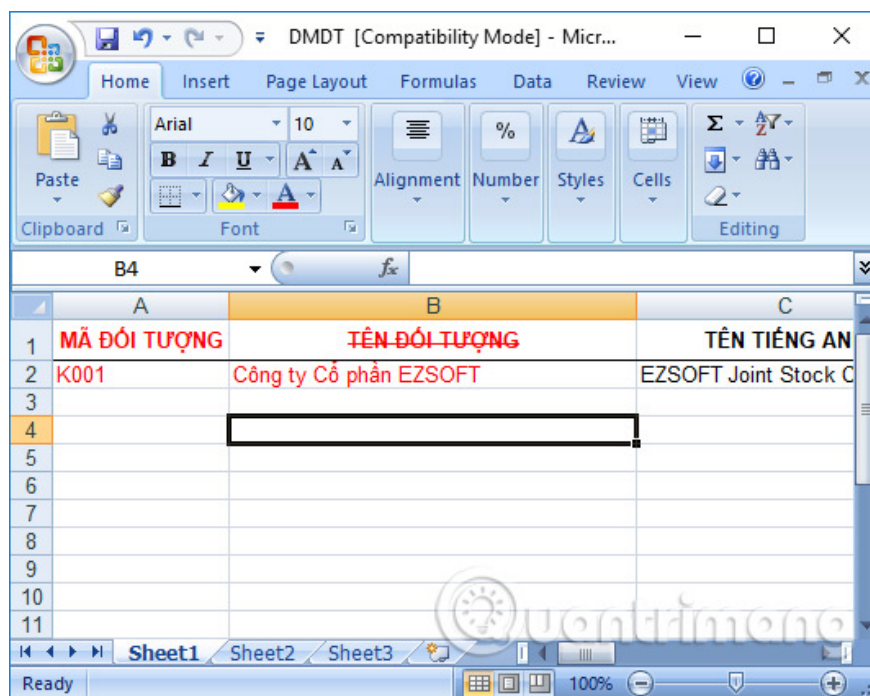 DMDT [Compatibility Mode] - Micr...
Home Insert Page Layout Formulas Data Review View
Paste
Arial 10
B I U A A
Alignment Number Styles Cells
%
Σ
Clipboard Font Editing
B4 fx
A B C
1 MÃ ĐỐI TƯỢNG TÊN ĐỐI TƯỢNG TÊN TIẾNG AN
2 K001 Công ty Cổ phần EZSOFT EZSOFT Joint Stock C
3
4
5
6
7
8
9
10
11
Quantrimang
Sheet1 Sheet2 Sheet3
Ready 100%